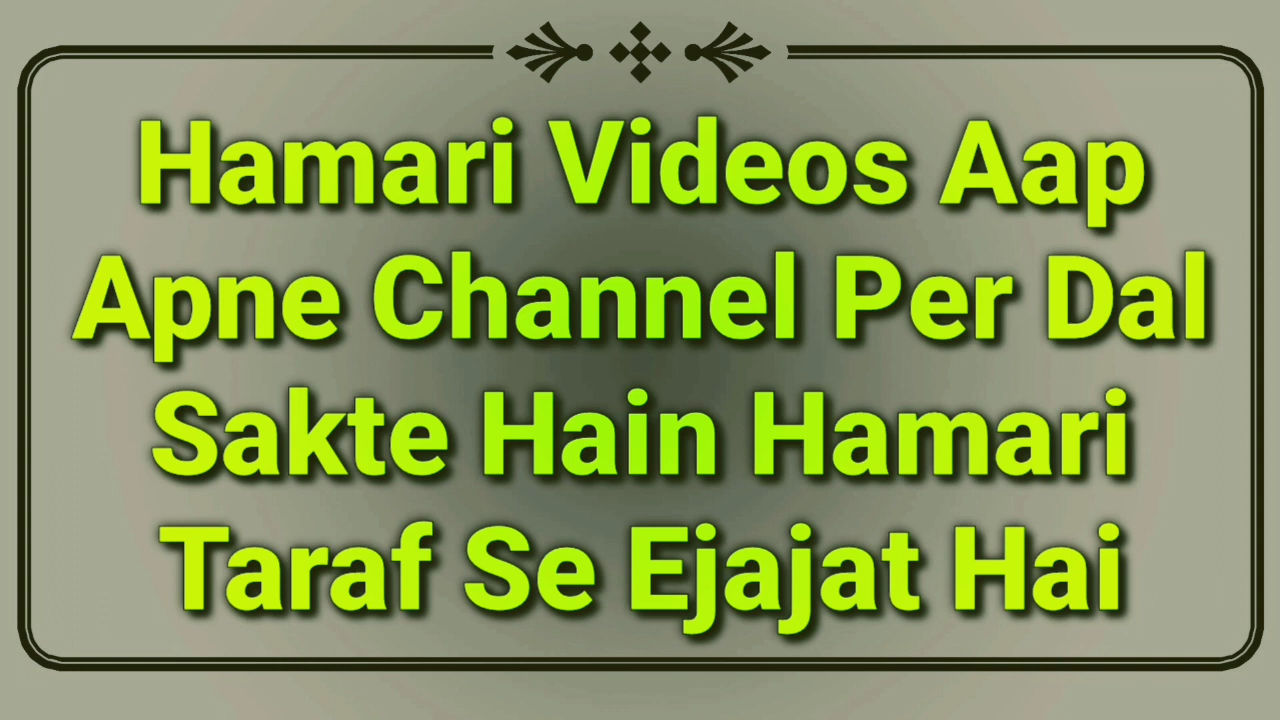 Hamari Videos Aap
Apne Channel Per Dal
Sakte Hain Hamari
Taraf Se Ejajat Hai